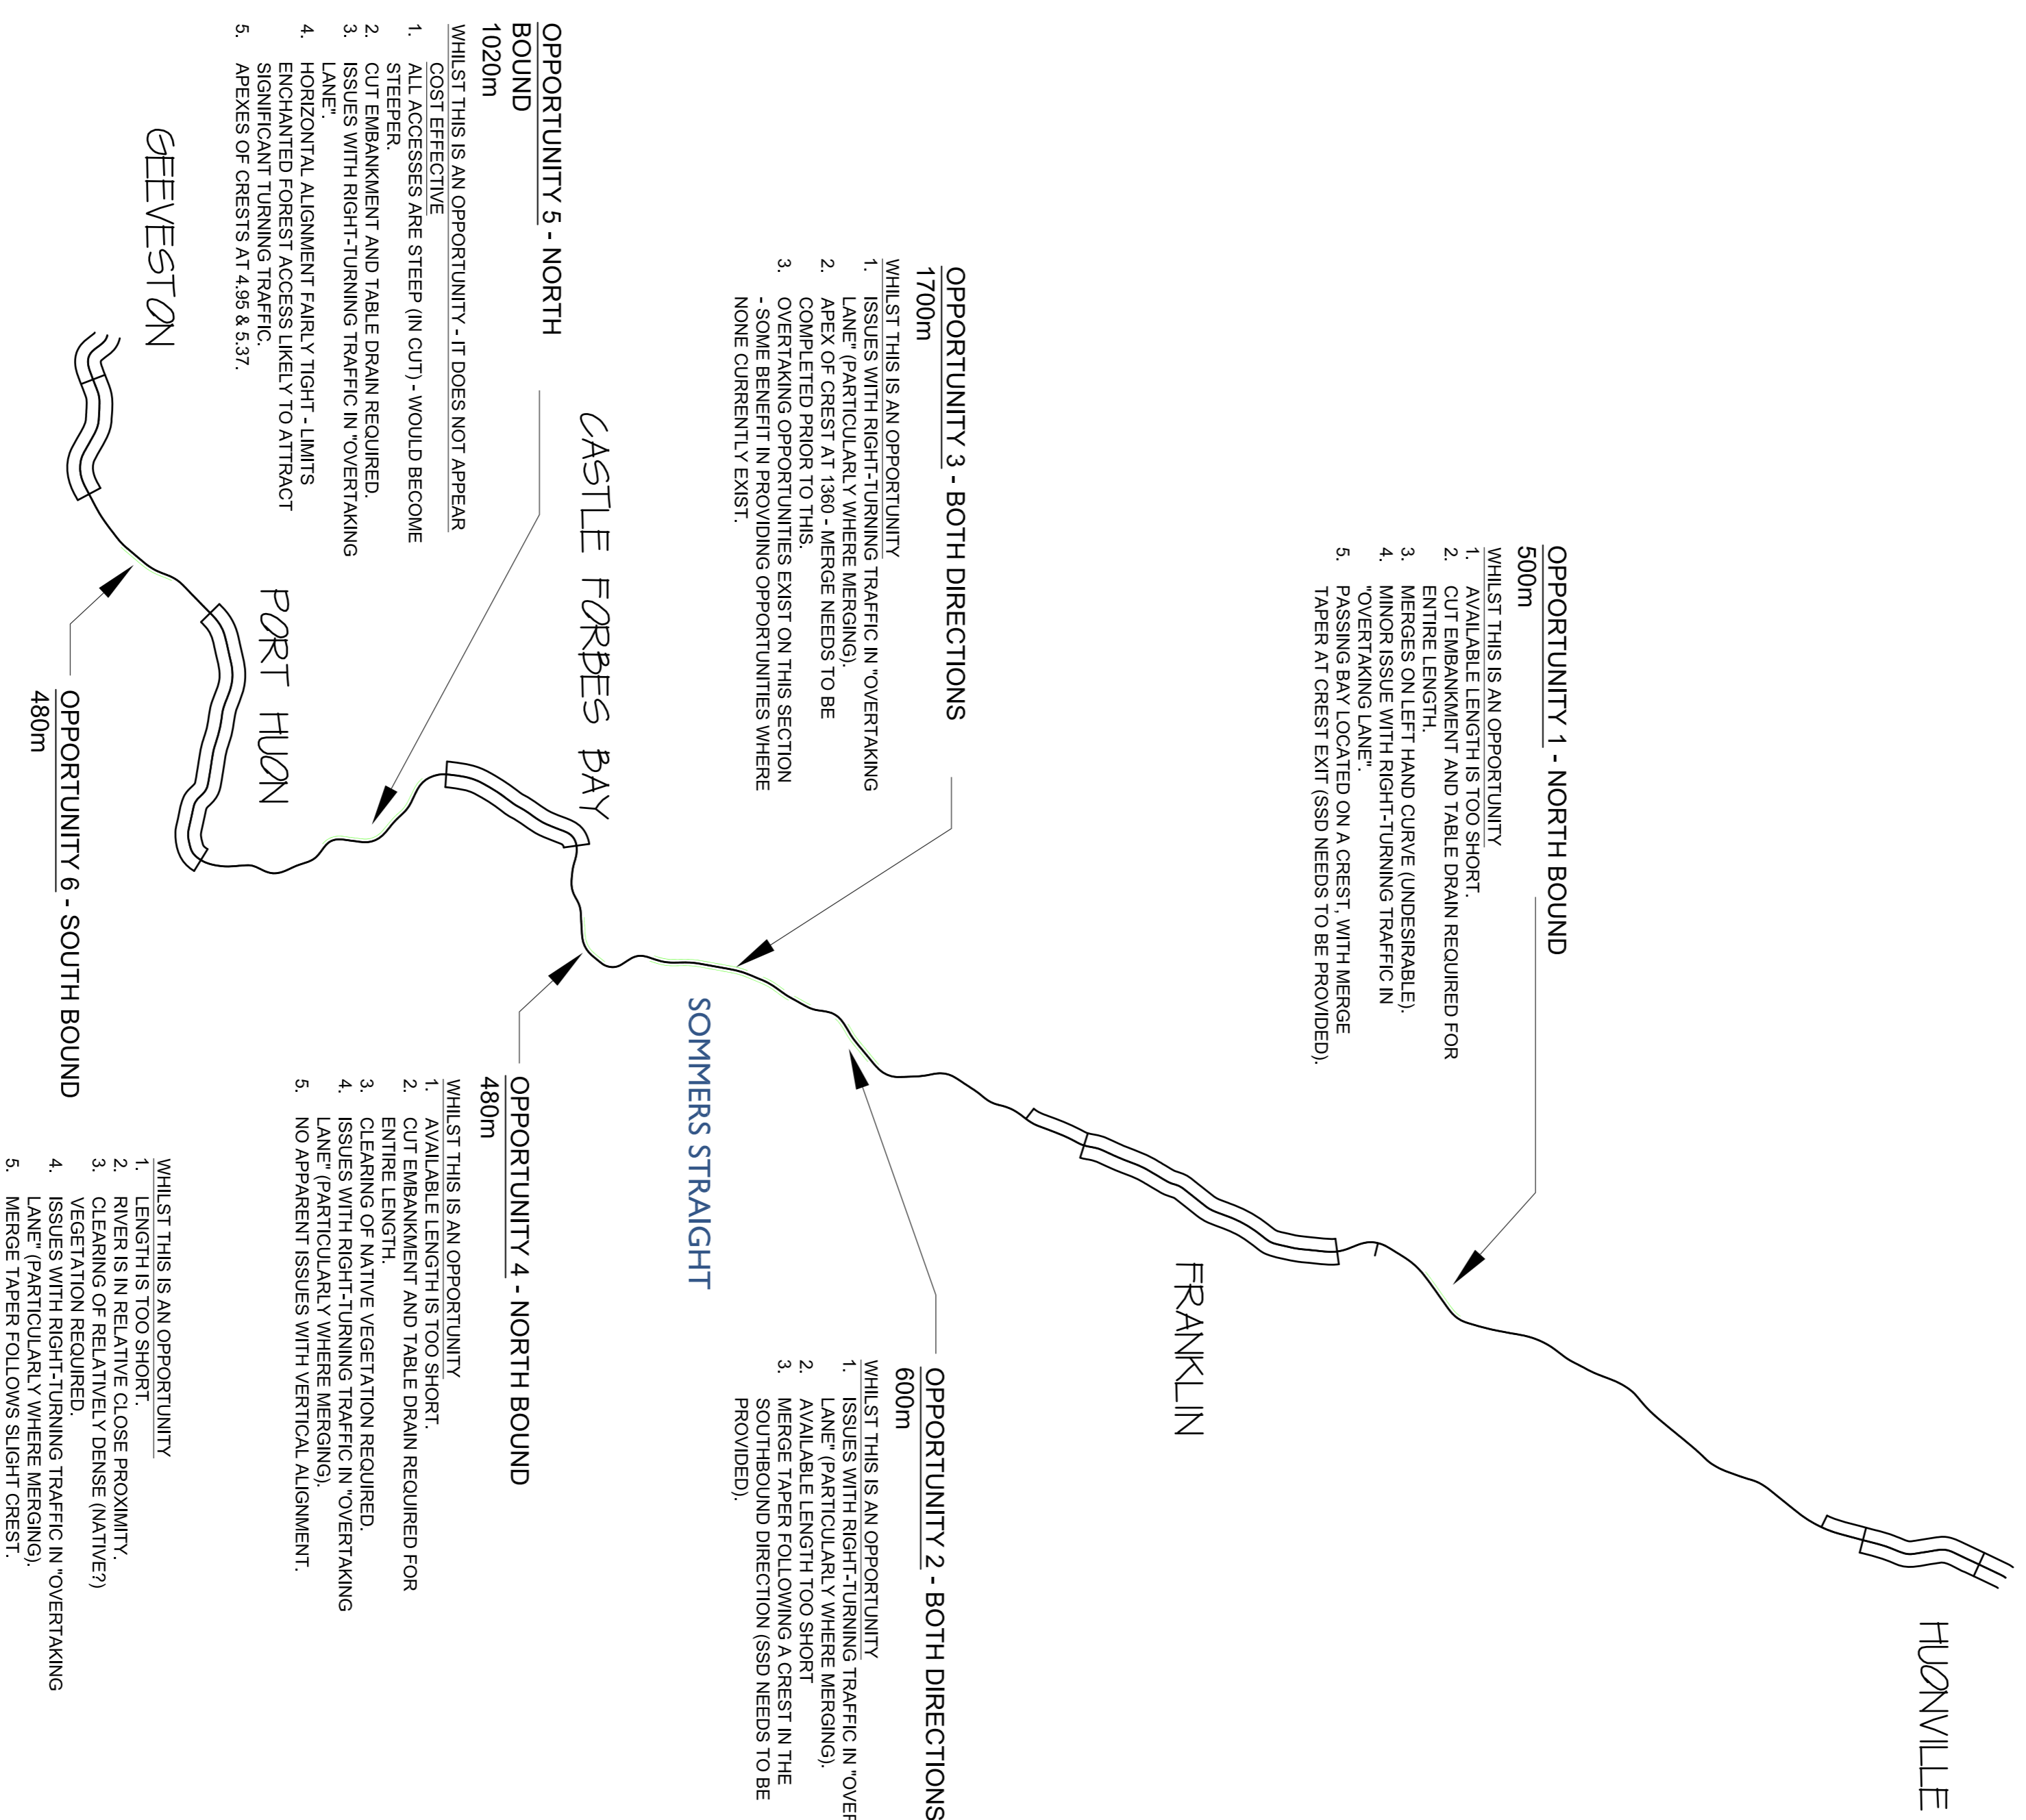 HUONVILLE
OPPORTUNITY 1 - NORTH BOUND
500m
WHILST THIS IS AN OPPORTUNITY
1. AVAILABLE LENGTH IS TOO SHORT.
2. CUT EMBANKMENT AND TABLE DRAIN REQUIRED FOR
ENTIRE LENGTH.
3. MERGES ON LEFT HAND CURVE (UNDESIRABLE).
4. MINOR ISSUE WITH RIGHT-TURNING TRAFFIC IN
"OVERTAKING LANE".
5. PASSING BAY LOCATED ON A CREST, WITH MERGE
TAPER AT CREST EXIT (SSD NEEDS TO BE PROVIDED).
FRANKLIN
OPPORTUNITY 3 - BOTH DIRECTIONS
1700m
WHILST THIS IS AN OPPORTUNITY
1. ISSUES WITH RIGHT-TURNING TRAFFIC IN "OVERTAKING
LANE" (PARTICULARLY WHERE MERGING).
2. APEX OF CREST AT 1360 - MERGE NEEDS TO BE
COMPLETED PRIOR TO THIS.
3. OVERTAKING OPPORTUNITIES EXIST ON THIS SECTION
- SOME BENEFIT IN PROVIDING OPPORTUNITIES WHERE
NONE CURRENTLY EXIST.
OPPORTUNITY 2 - BOTH DIRECTIONS
600m
WHILST THIS IS AN OPPORTUNITY
1. ISSUES WITH RIGHT-TURNING TRAFFIC IN
LANE" (PARTICULARLY WHERE MERGING).
2. AVAILABLE LENGTH TOO SHORT
3. MERGE TAPER FOLLOWING A CREST IN THE
SOUTHBOUND DIRECTION (SSD NEEDS TO BE
PROVIDED).
SOMMERS STRAIGHT
CASTLE FORBES BAY
OPPORTUNITY 5 - NORTH
BOUND
1020m
WHILST THIS IS AN OPPORTUNITY - IT DOES NOT APPEAR
COST EFFECTIVE
1. ALL ACCESSES ARE STEEP (IN CUT) - WOULD BECOME
STEEPER.
2. CUT EMBANKMENT AND TABLE DRAIN REQUIRED.
3. ISSUES WITH RIGHT-TURNING TRAFFIC IN "OVERTAKING
LANE".
4. HORIZONTAL ALIGNMENT FAIRLY TIGHT - LIMITS
ENCHANTED FOREST ACCESS LIKELY TO ATTRACT
SIGNIFICANT TURNING TRAFFIC.
5. APEXES OF CRESTS AT 4.95 & 5.37.
OPPORTUNITY 4 - NORTH BOUND
480m
WHILST THIS IS AN OPPORTUNITY
1. AVAILABLE LENGTH IS TOO SHORT.
2. CUT EMBANKMENT AND TABLE DRAIN REQUIRED FOR
ENTIRE LENGTH.
3. CLEARING OF NATIVE VEGETATION REQUIRED.
4. ISSUES WITH RIGHT-TURNING TRAFFIC IN "OVERTAKING
LANE" (PARTICULARLY WHERE MERGING).
5. NO APPARENT ISSUES WITH VERTICAL ALIGNMENT.
PORT HUON
GEEVESTON
OPPORTUNITY 6 - SOUTH BOUND
480m
WHILST THIS IS AN OPPORTUNITY
1. LENGTH IS TOO SHORT.
2. RIVER IS IN RELATIVE CLOSE PROXIMITY.
3. CLEARING OF RELATIVELY DENSE (NATIVE?)
VEGETATION REQUIRED.
4. ISSUES WITH RIGHT-TURNING TRAFFIC IN "OVERTAKING
LANE" (PARTICULARLY WHERE MERGING).
5. MERGE TAPER FOLLOWS SLIGHT CREST.